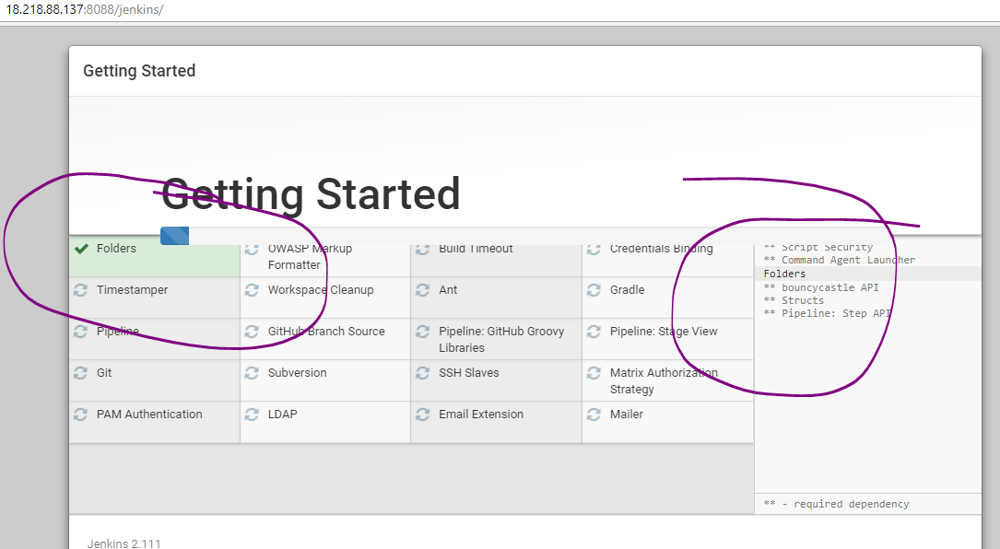 18.218.88.137:8088/jenkins/
Getting Started
Getting Started
Folders
OWASP Markup
Formatter
Build Timeout
Credentials Binding
Timestamper
Workspace Cleanup
Ant
Gradle
Pipeline
GitHub Branch Source
Pipeline: GitHub Groovy
Libraries
Pipeline: Stage View
Git
Subversion
SSH Slaves
Matrix Authorization
Strategy
PAM Authentication
LDAP
Email Extension
Mailer
** Script Security
** Command Agent Launcher
Folders
** bouncycastle API
** Structs
** Pipeline: Step API
** - required dependency
Jenkins 2.111